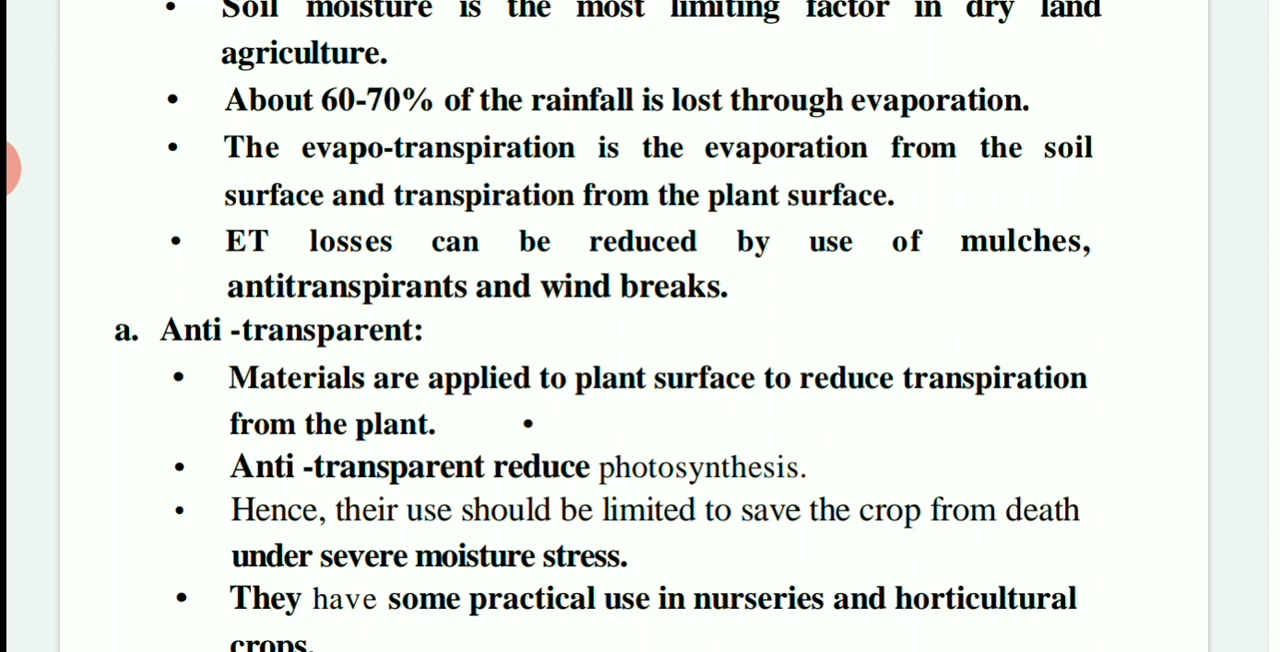 • Soil moisture is the most limiting factor in dry land
agriculture.
• About 60-70% of the rainfall is lost through evaporation.
• The evapo-transpiration is the evaporation from the soil
surface and transpiration from the plant surface.
• ET losses can be reduced by use of mulches,
antitranspirants and wind breaks.
a. Anti -transparent:
• Materials are applied to plant surface to reduce transpiration
from the plant. •
• Anti -transparent reduce photosynthesis.
• Hence, their use should be limited to save the crop from death
under severe moisture stress.
• They have some practical use in nurseries and horticultural
crops.